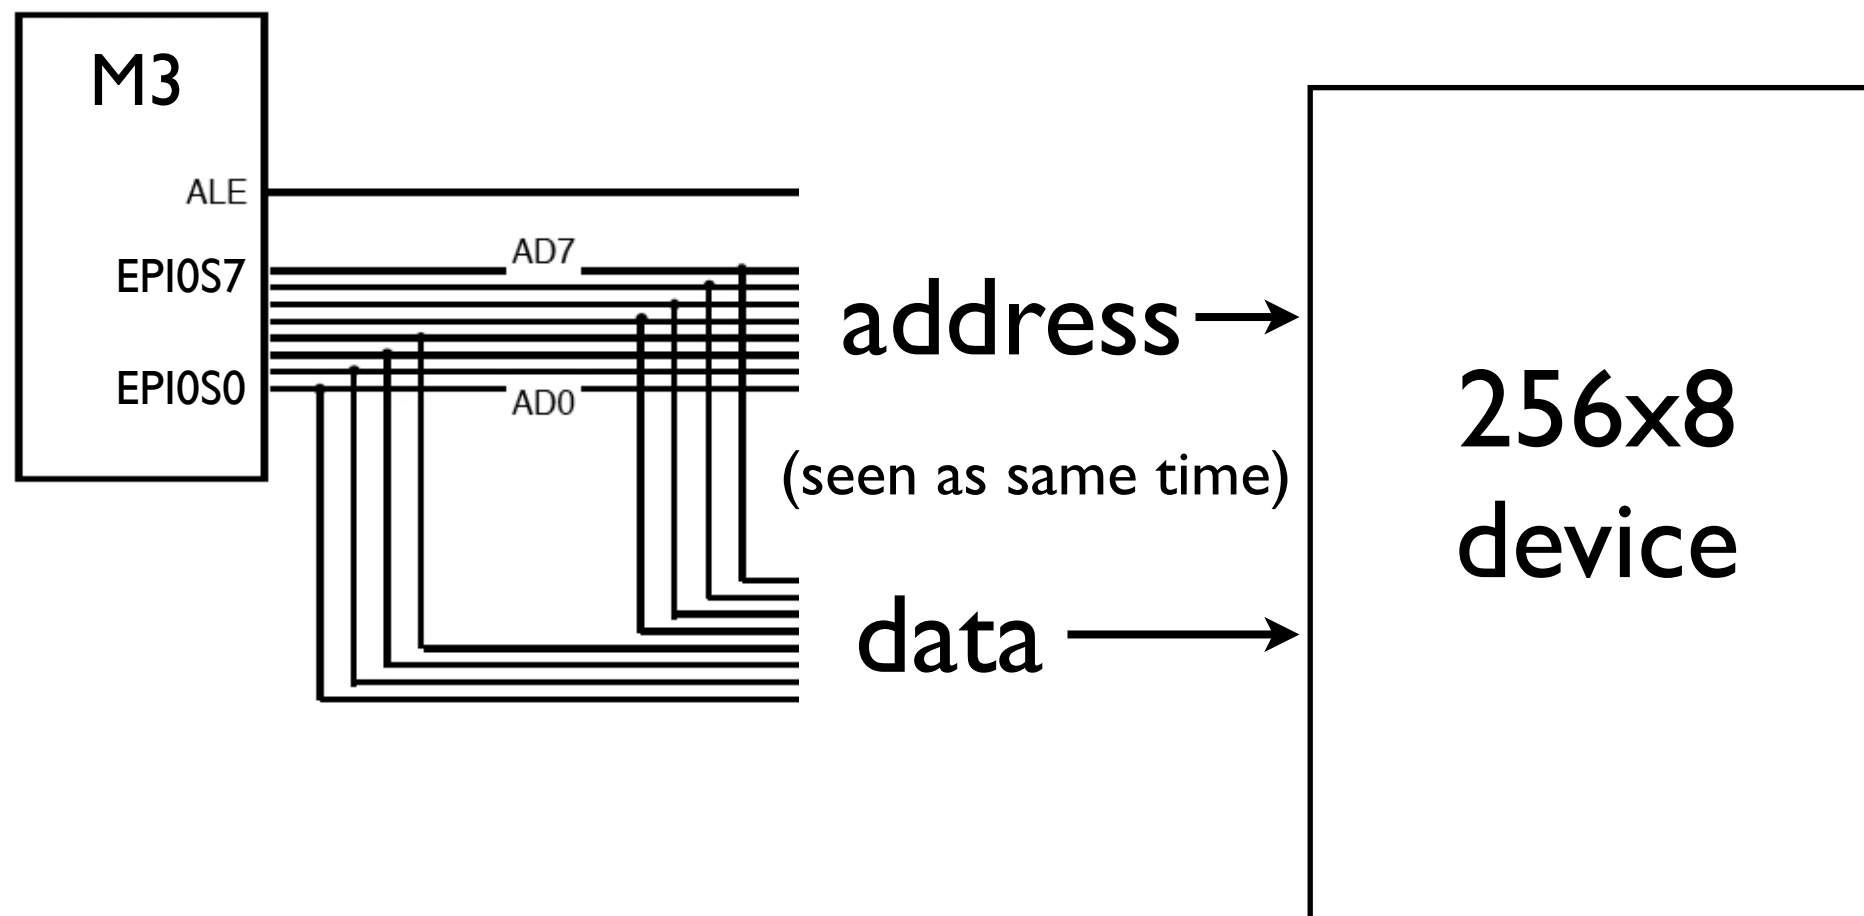 M3
ALE
AD7
EPI0S7
EPI0S0
AD0
address
(seen as same time)
data
256x8
device